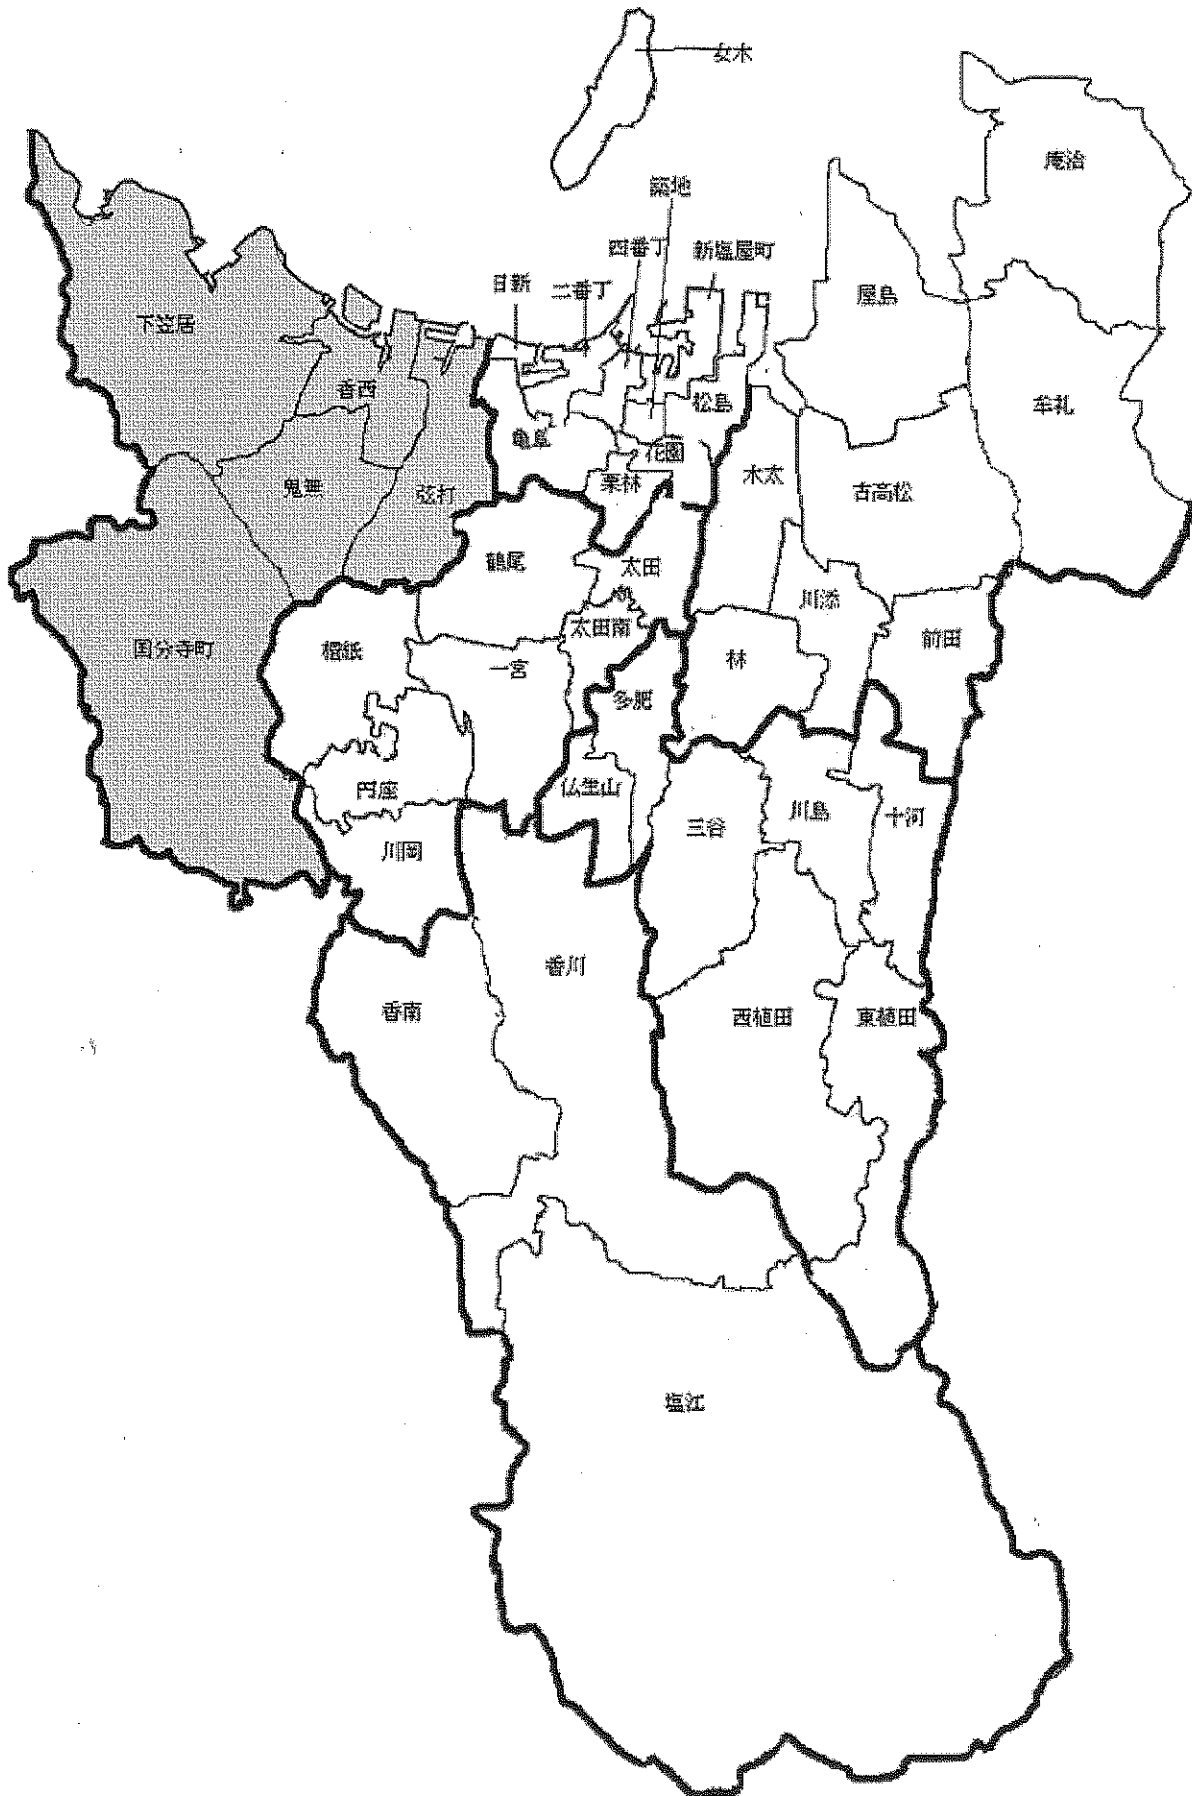 女木
庵治
築地
四番丁
新塩屋町
日新
二番丁
屋島
下笠居
香西
松島
牟礼
亀阜
花園
木太
栗林
鬼無
弦打
古高松
鶴尾
太田
川添
太田南
国分寺町
檀紙
一宮
林
前田
多肥
円座
仏生山
川島
十河
三谷
川岡
香川
香南
西植田
東植田
塩江